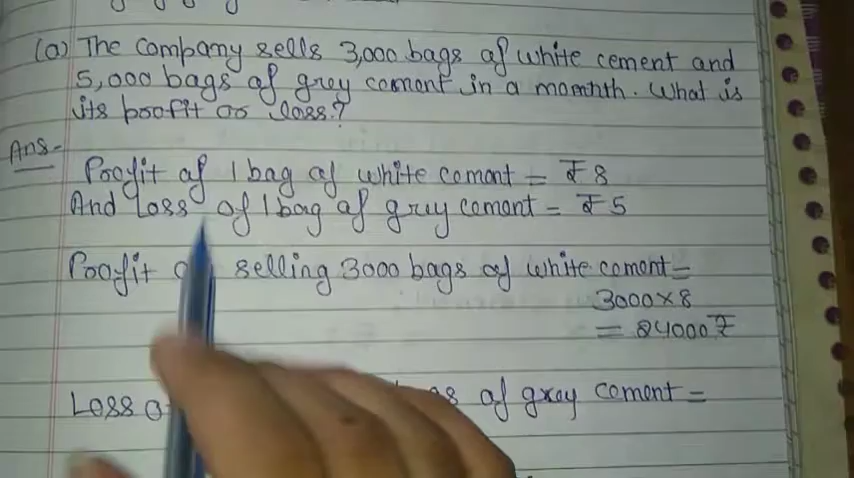 (a) The company sells 3,000 bags of white cement and
5,000 bags of grey cement in a month. What is
its profit or loss?
Ans-
Profit of 1 bag of white cement = ₹ 8
And Loss of 1 bag of grey cement = ₹ 5
Profit selling 3000 bags of white cement =
3000×8
= 24000₹
Loss of grey cement =